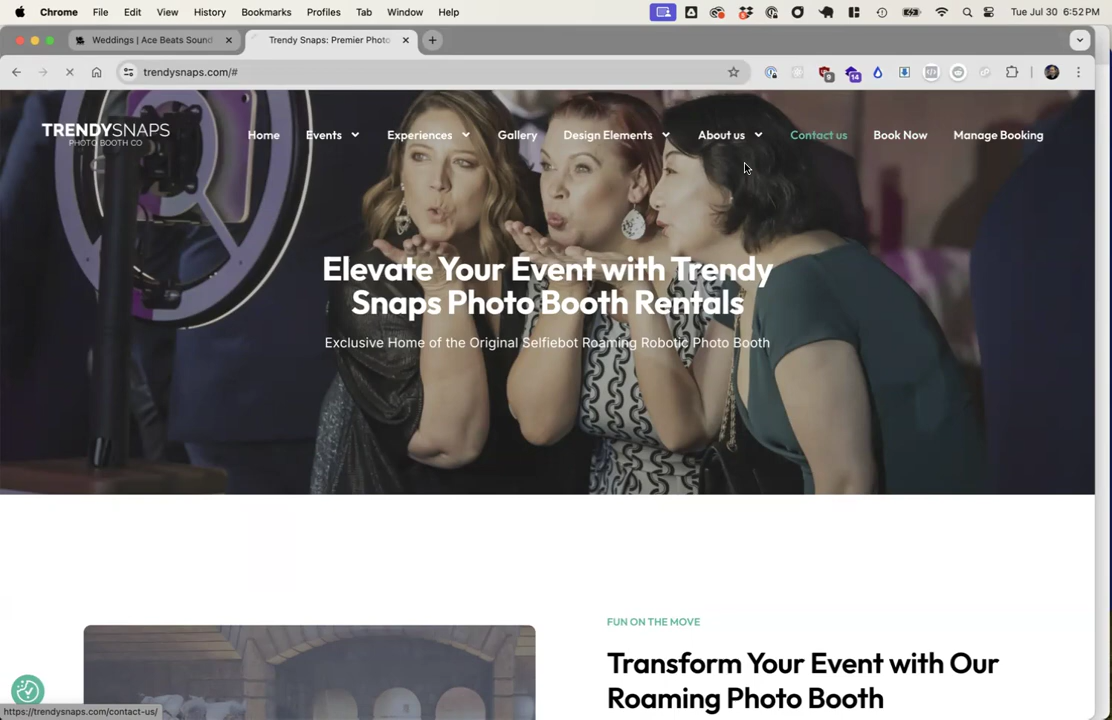 Chrome File Edit View History Bookmarks Profiles Tab Window Help Tue Jul 30 6:52 PM
Weddings | Ace Beats Sound Trendy Snaps: Premier Photo
trendysnaps.com/# 9 14
TRENDYSNAPS
PHOTO BOOTH CO
Home Events Experiences Gallery Design Elements About us Contact us Book Now Manage Booking
Elevate Your Event with Trendy
Snaps Photo Booth Rentals
Exclusive Home of the Original Selfiebot Roaming Robotic Photo Booth
FUN ON THE MOVE
Transform Your Event with Our
Roaming Photo Booth
https://trendysnaps.com/contact-us/